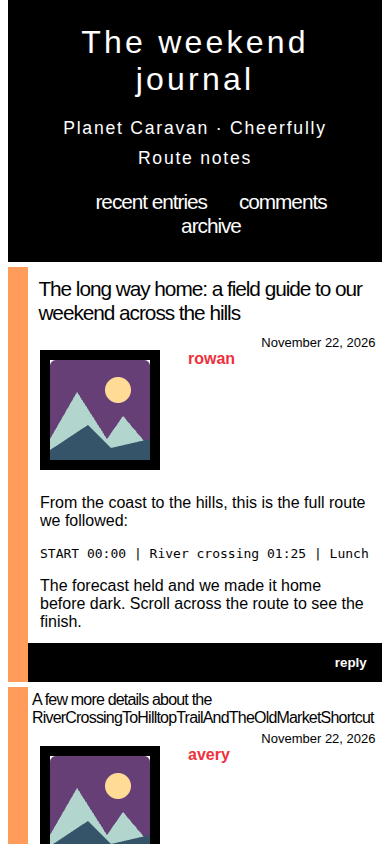 The weekend
journal
Planet Caravan · Cheerfully
Route notes
recent entries comments
archive
The long way home: a field guide to our
weekend across the hills
November 22, 2026
rowan
From the coast to the hills, this is the full route
we followed:
START 00:00 | River crossing 01:25 | Lunch
The forecast held and we made it home
before dark. Scroll across the route to see the
finish.
reply
A few more details about the
RiverCrossingToHilltopTrailAndTheOldMarketShortcut
November 22, 2026
avery